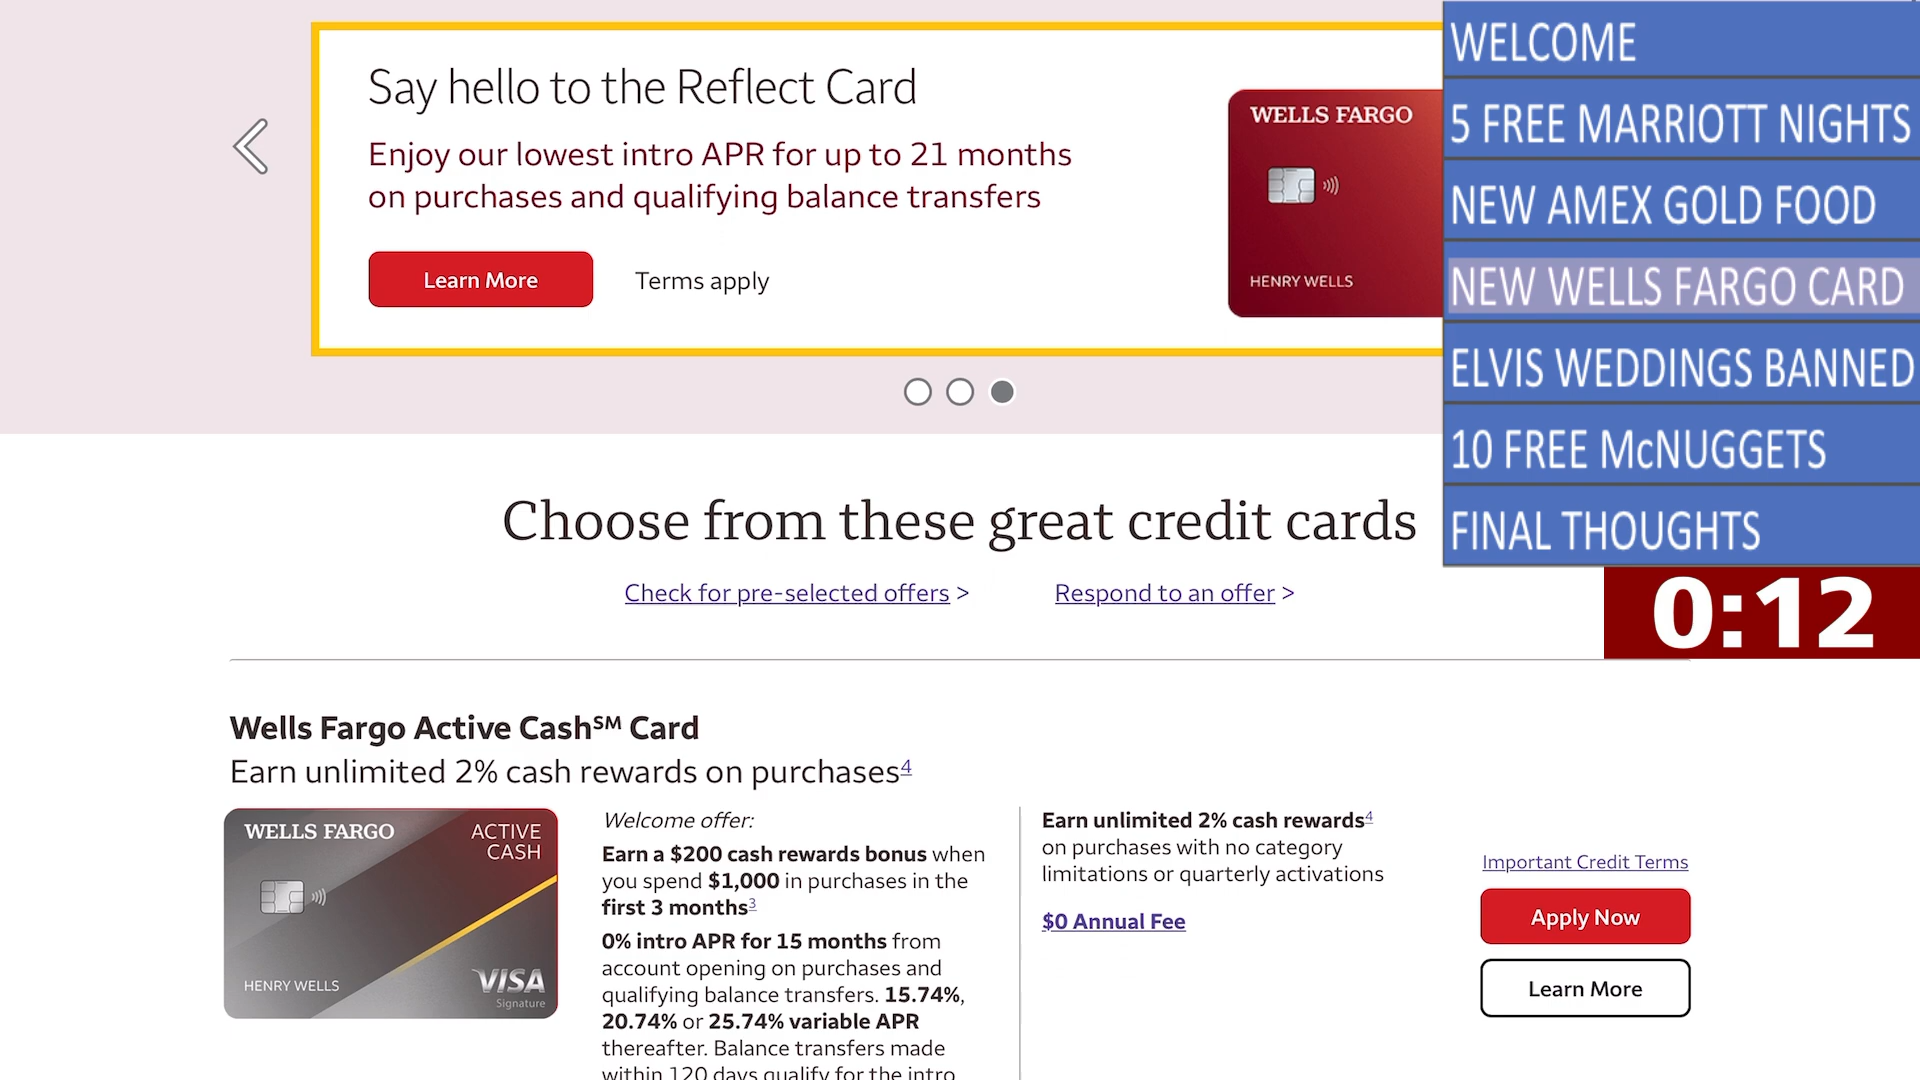 Say hello to the Reflect Card
Enjoy our lowest intro APR for up to 21 months
on purchases and qualifying balance transfers
Learn More
Terms apply
WELLS FARGO
HENRY WELLS
WELCOME
5 FREE MARRIOTT NIGHTS
NEW AMEX GOLD FOOD
NEW WELLS FARGO CARD
ELVIS WEDDINGS BANNED
10 FREE McNUGGETS
FINAL THOUGHTS
0:12
Choose from these great credit cards
Check for pre-selected offers >
Respond to an offer >
Wells Fargo Active Cash℠ Card
Earn unlimited 2% cash rewards on purchases4
WELLS FARGO
ACTIVE
CASH
HENRY WELLS
VISA
Signature
Welcome offer:
Earn a $200 cash rewards bonus when
you spend $1,000 in purchases in the
first 3 months3
0% intro APR for 15 months from
account opening on purchases and
qualifying balance transfers. 15.74%,
20.74% or 25.74% variable APR
thereafter. Balance transfers made
within 120 days qualify for the intro
Earn unlimited 2% cash rewards4
on purchases with no category
limitations or quarterly activations
$0 Annual Fee
Important Credit Terms
Apply Now
Learn More